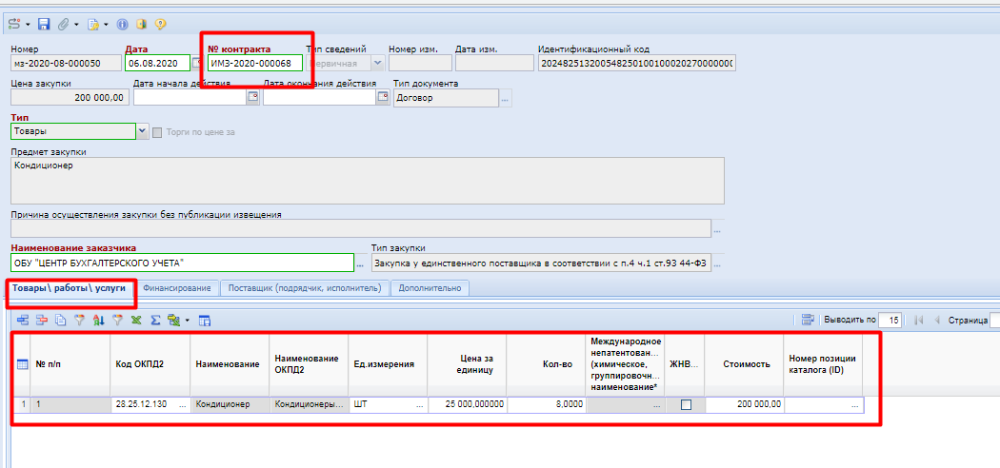 Номер Дата № контракта Тип сведений Номер изм. Дата изм. Идентификационный код
мз-2020-08-000050 06.08.2020 ИМЗ-2020-000068 Первичная
Цена закупки Дата начала действия Дата окончания действия Тип документа
200 000,00 Договор ...
Тип
Товары Торги по цене за
Предмет закупки
Кондиционер
Причина осуществления закупки без публикации извещения
...
Наименование заказчика Тип закупки
ОБУ "ЦЕНТР БУХГАЛТЕРСКОГО УЧЕТА" ... Закупка у единственного поставщика в соответствии с п.4 ч.1 ст.93 44-ФЗ ...
Товары\ работы\ услуги Финансирование Поставщик (подрядчик, исполнитель) Дополнительно
Выводить по 15 Страница
№ п/п Код ОКПД2 Наименование Наименование ОКПД2 Ед.измерения Цена за единицу Кол-во Международное непатентован... (химическое, группировочн... наименование* ЖНВ... Стоимость Номер позиции каталога (ID)
1 1 28.25.12.130 ... Кондиционер Кондиционеры... ШТ ... 25 000,000000 8,0000 ... 200 000,00 ...